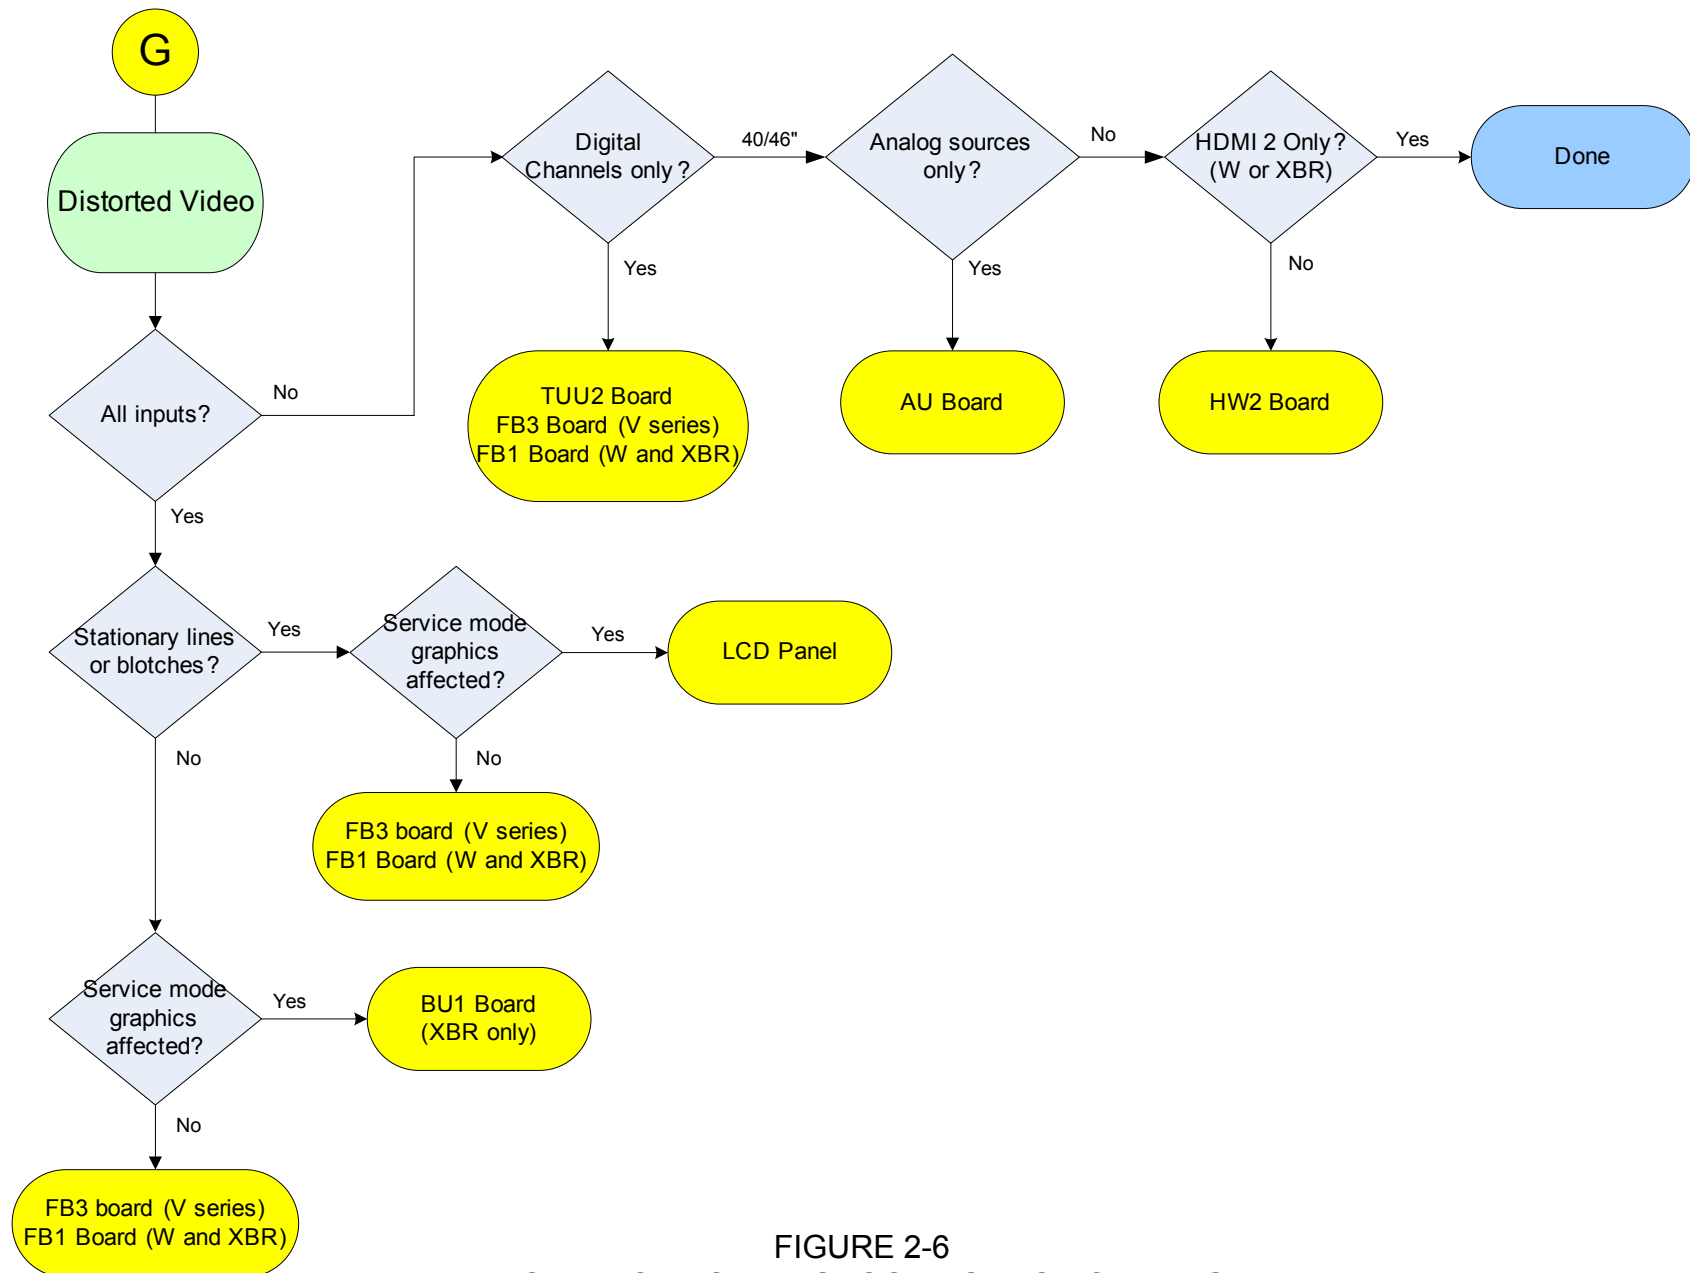 G
Distorted Video
All inputs?
No
Yes
Digital
Channels only?
40/46"
Yes
Analog sources
only?
No
Yes
HDMI 2 Only?
(W or XBR)
Yes
No
Done
TUU2 Board
FB3 Board (V series)
FB1 Board (W and XBR)
AU Board
HW2 Board
Stationary lines
or blotches?
Yes
No
Service mode
graphics
affected?
Yes
No
LCD Panel
FB3 board (V series)
FB1 Board (W and XBR)
Service mode
graphics
affected?
Yes
No
BU1 Board
(XBR only)
FB3 board (V series)
FB1 Board (W and XBR)
FIGURE 2-6